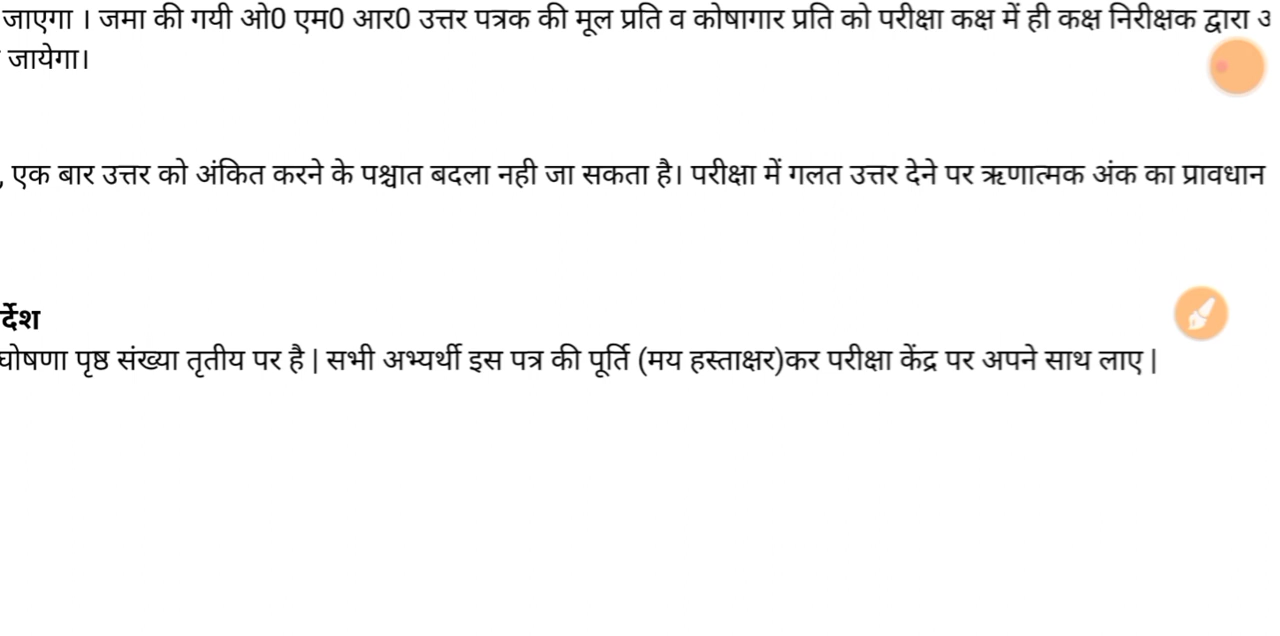 जाएगा । जमा की गयी ओ0 एम0 आर0 उत्तर पत्रक की मूल प्रति व कोषागार प्रति को परीक्षा कक्ष में ही कक्ष निरीक्षक द्वारा
जायेगा।
, एक बार उत्तर को अंकित करने के पश्चात बदला नही जा सकता है। परीक्षा में गलत उत्तर देने पर ऋणात्मक अंक का प्रावधान
र्देश
घोषणा पृष्ठ संख्या तृतीय पर है | सभी अभ्यर्थी इस पत्र की पूर्ति (मय हस्ताक्षर)कर परीक्षा केंद्र पर अपने साथ लाए |